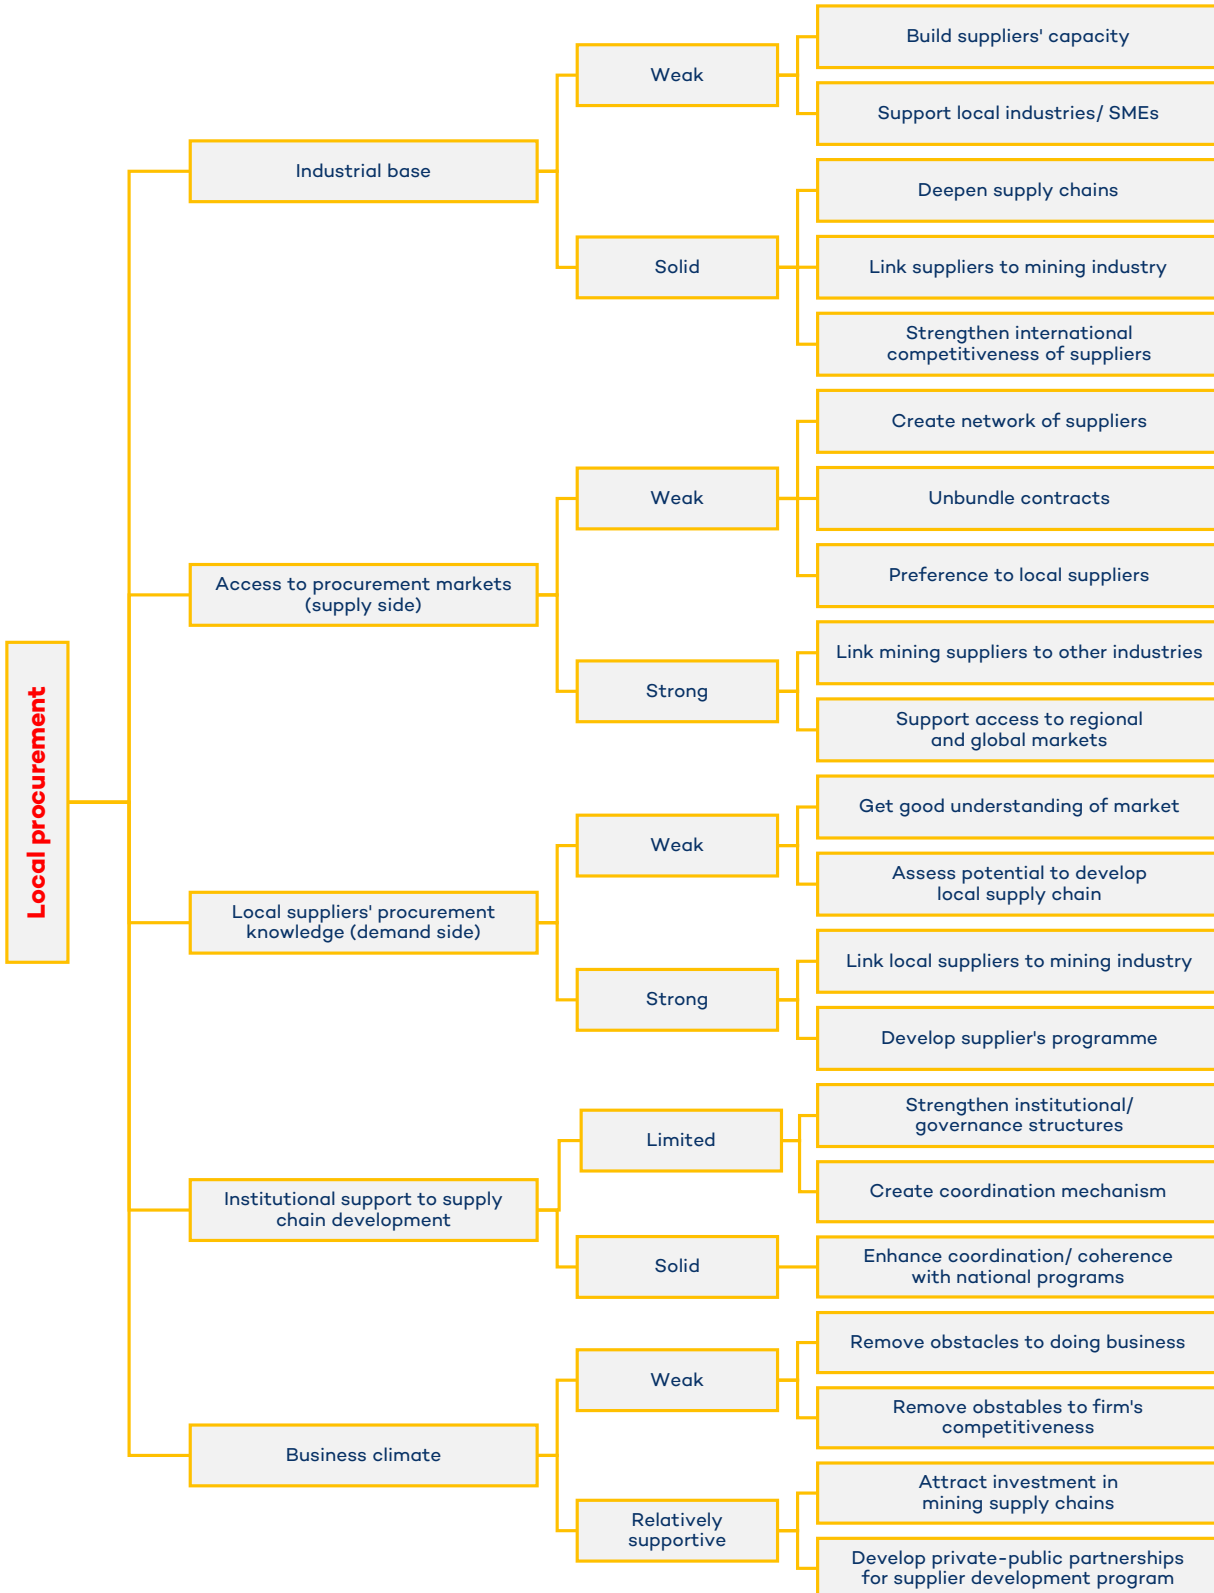 Local procurement
Industrial base
Weak
Build suppliers' capacity
Support local industries/ SMEs
Solid
Deepen supply chains
Link suppliers to mining industry
Strengthen international
competitiveness of suppliers
Access to procurement markets
(supply side)
Weak
Create network of suppliers
Unbundle contracts
Preference to local suppliers
Strong
Link mining suppliers to other industries
Support access to regional
and global markets
Local suppliers' procurement
knowledge (demand side)
Weak
Get good understanding of market
Assess potential to develop
local supply chain
Strong
Link local suppliers to mining industry
Develop supplier's programme
Institutional support to supply
chain development
Limited
Strengthen institutional/
governance structures
Create coordination mechanism
Solid
Enhance coordination/ coherence
with national programs
Business climate
Weak
Remove obstacles to doing business
Remove obstables to firm's
competitiveness
Relatively
supportive
Attract investment in
mining supply chains
Develop private-public partnerships
for supplier development program